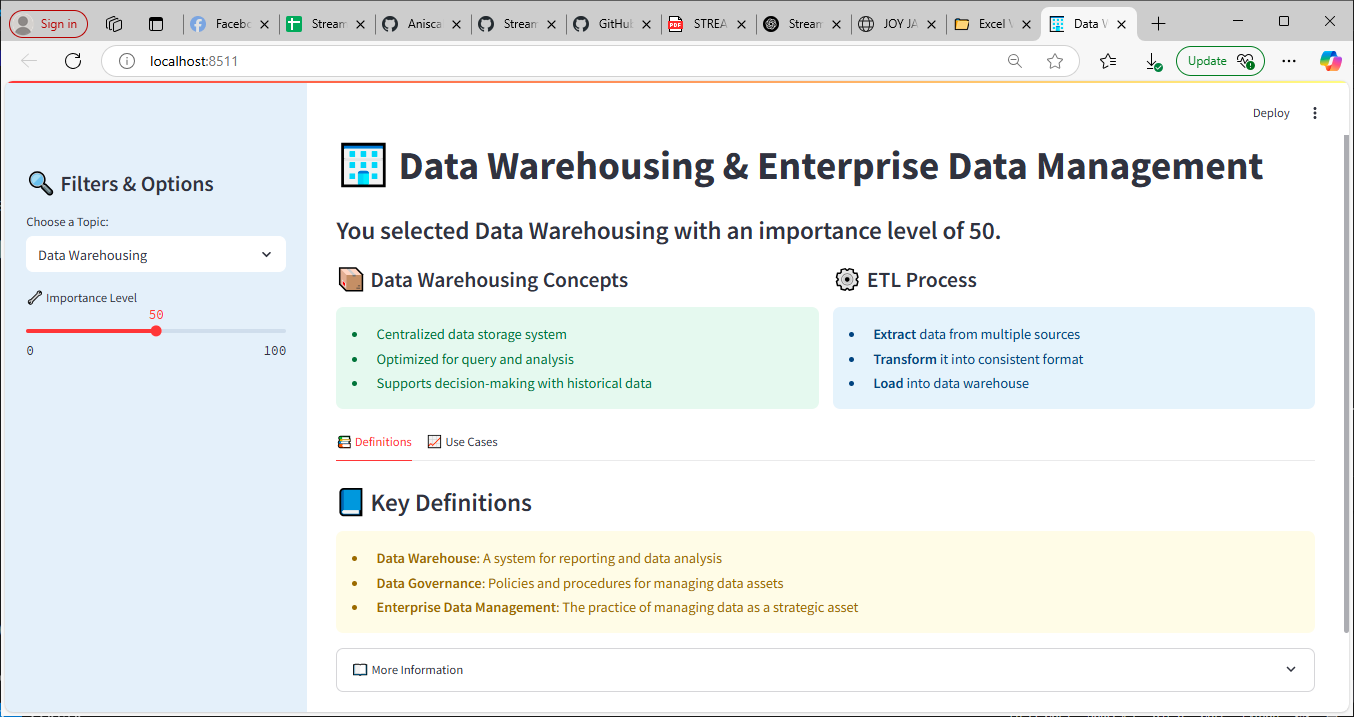 Sign in
Faceb
Stream
Anisca
Stream
GitHub
STREA
Stream
JOY JA
Excel
Data
localhost:8511
Update
Deploy
Filters & Options
Choose a Topic:
Data Warehousing
Importance Level
50
0 100
Data Warehousing & Enterprise Data Management
You selected Data Warehousing with an importance level of 50.
Data Warehousing Concepts
• Centralized data storage system
• Optimized for query and analysis
• Supports decision-making with historical data
ETL Process
• Extract data from multiple sources
• Transform it into consistent format
• Load into data warehouse
Definitions Use Cases
Key Definitions
• Data Warehouse: A system for reporting and data analysis
• Data Governance: Policies and procedures for managing data assets
• Enterprise Data Management: The practice of managing data as a strategic asset
More Information